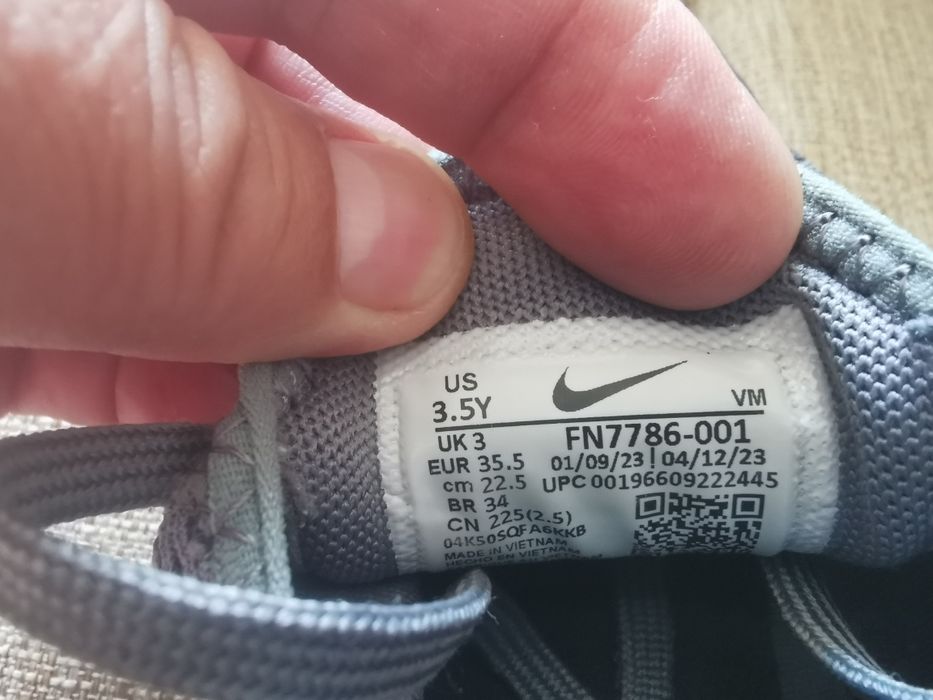 US
3.5Y
VM
UK 3
FN7786-001
EUR 35.5
01/09/23 | 04/12/23
cm 22.5
UPC 00196609222445
BR 34
CN 225(2.5)
04K50SQFA6KKB
MADE IN VIETNAM
HECHO EN VIETNAM